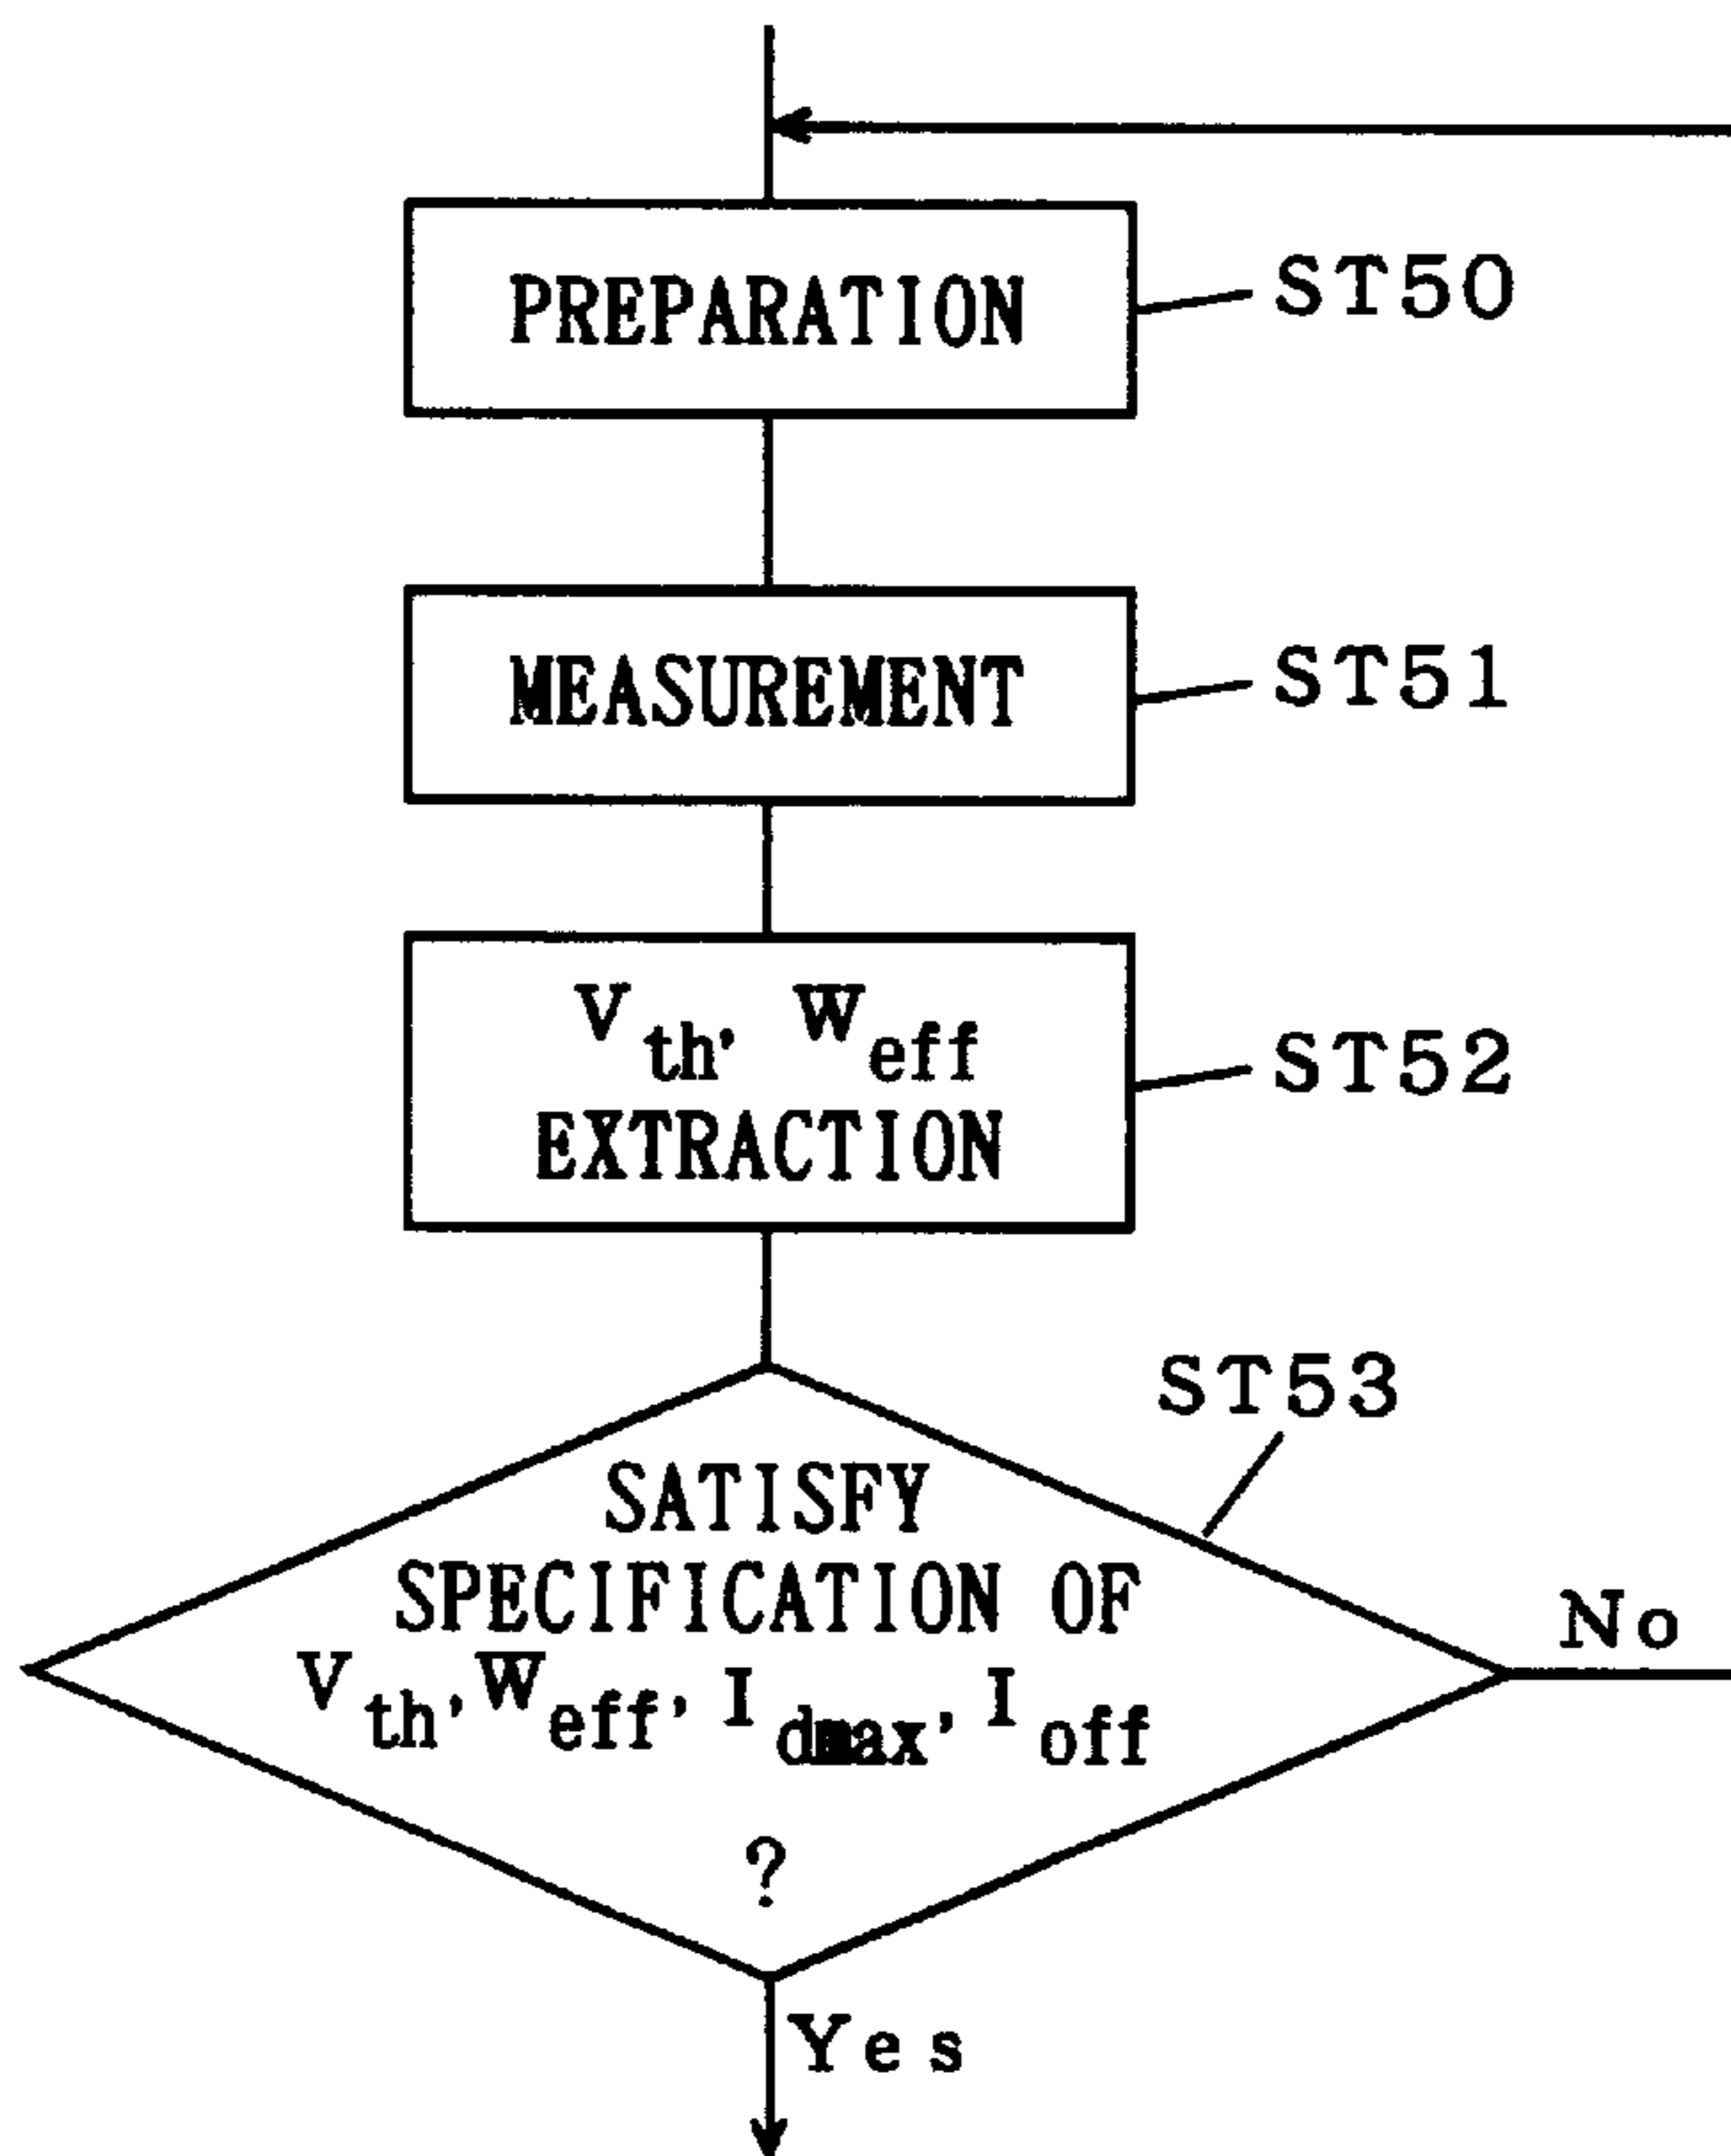 PREPARATION
ST50
MEASUREMENT
ST51
Vth, Weff
EXTRACTION
ST52
ST53
SATISFY
SPECIFICATION OF
Vth, Weff, Idmax, Ioff
?
No
Yes